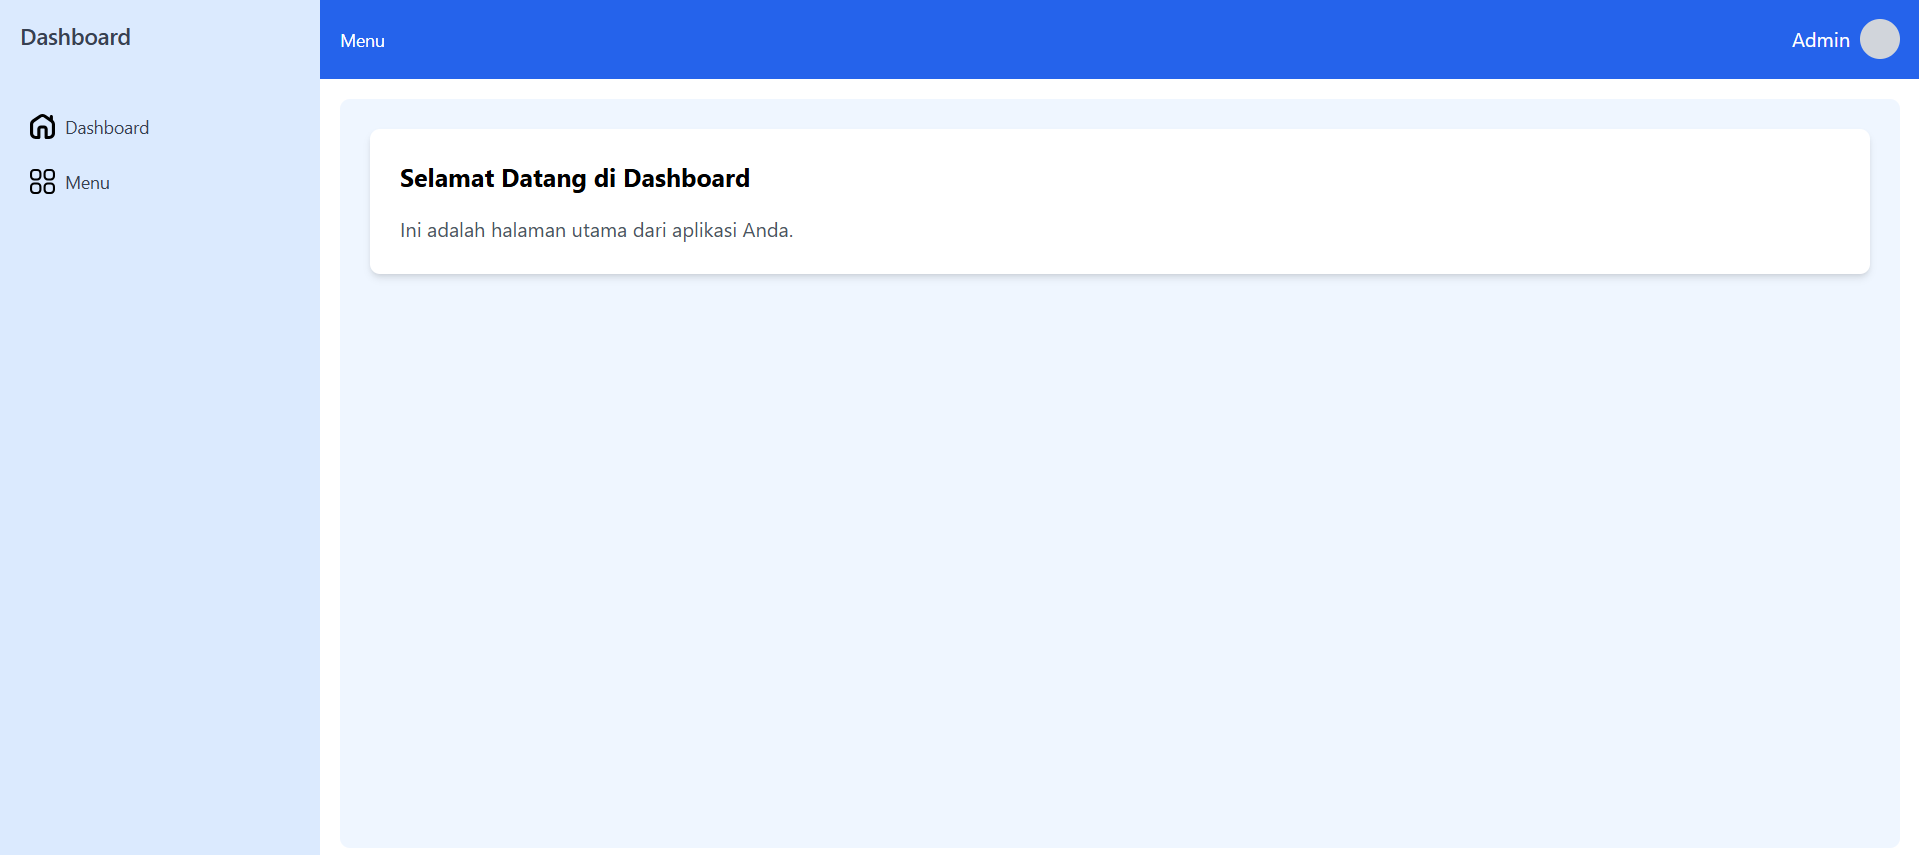 Dashboard
Dashboard
Menu
Menu
Admin
Selamat Datang di Dashboard
Ini adalah halaman utama dari aplikasi Anda.